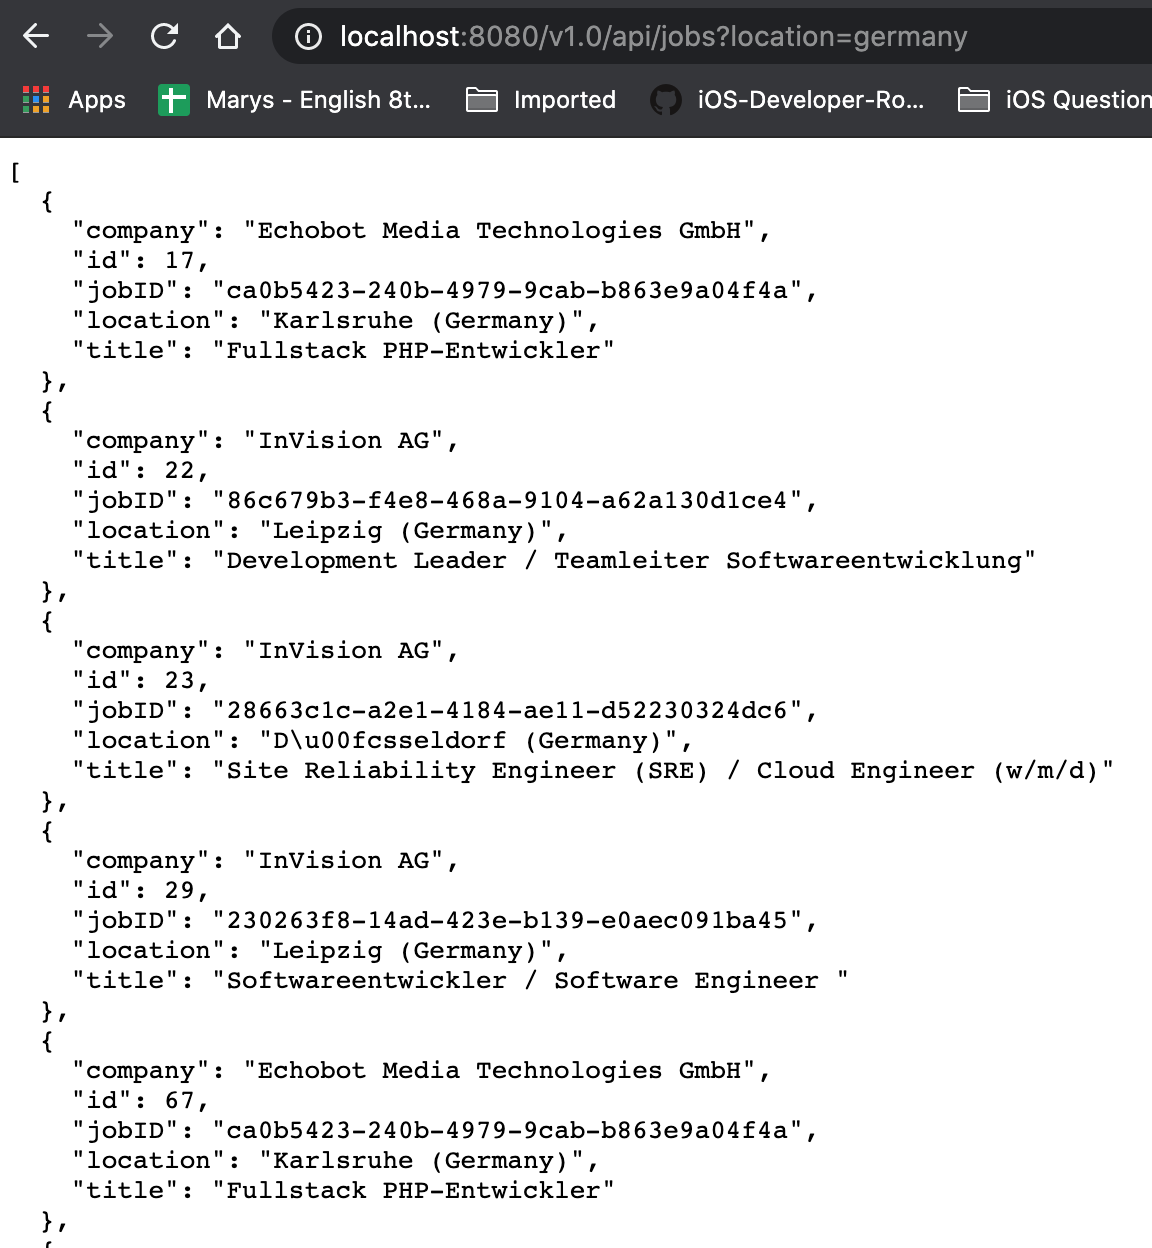 localhost:8080/v1.0/api/jobs?location=germany
Apps Marys - English 8t... Imported iOS-Developer-Ro... iOS Question
[
{
"company": "Echobot Media Technologies GmbH",
"id": 17,
"jobID": "ca0b5423-240b-4979-9cab-b863e9a04f4a",
"location": "Karlsruhe (Germany)",
"title": "Fullstack PHP-Entwickler"
},
{
"company": "InVision AG",
"id": 22,
"jobID": "86c679b3-f4e8-468a-9104-a62a130d1ce4",
"location": "Leipzig (Germany)",
"title": "Development Leader / Teamleiter Softwareentwicklung"
},
{
"company": "InVision AG",
"id": 23,
"jobID": "28663c1c-a2e1-4184-ae11-d52230324dc6",
"location": "D\u00fcsseldorf (Germany)",
"title": "Site Reliability Engineer (SRE) / Cloud Engineer (w/m/d)"
},
{
"company": "InVision AG",
"id": 29,
"jobID": "230263f8-14ad-423e-b139-e0aec091ba45",
"location": "Leipzig (Germany)",
"title": "Softwareentwickler / Software Engineer "
},
{
"company": "Echobot Media Technologies GmbH",
"id": 67,
"jobID": "ca0b5423-240b-4979-9cab-b863e9a04f4a",
"location": "Karlsruhe (Germany)",
"title": "Fullstack PHP-Entwickler"
},
{